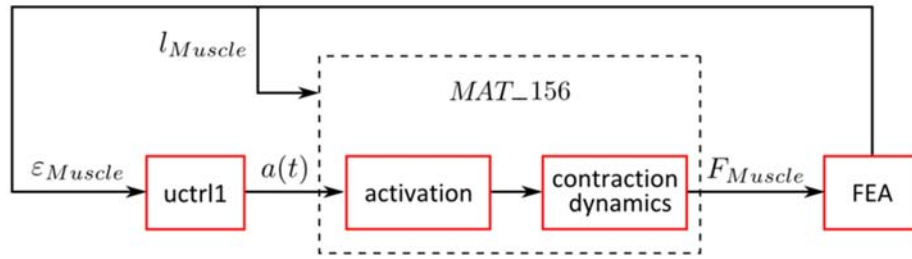 l_Muscle
MAT_156
ε_Muscle
uctrl1
a(t)
activation
contraction
dynamics
F_Muscle
FEA